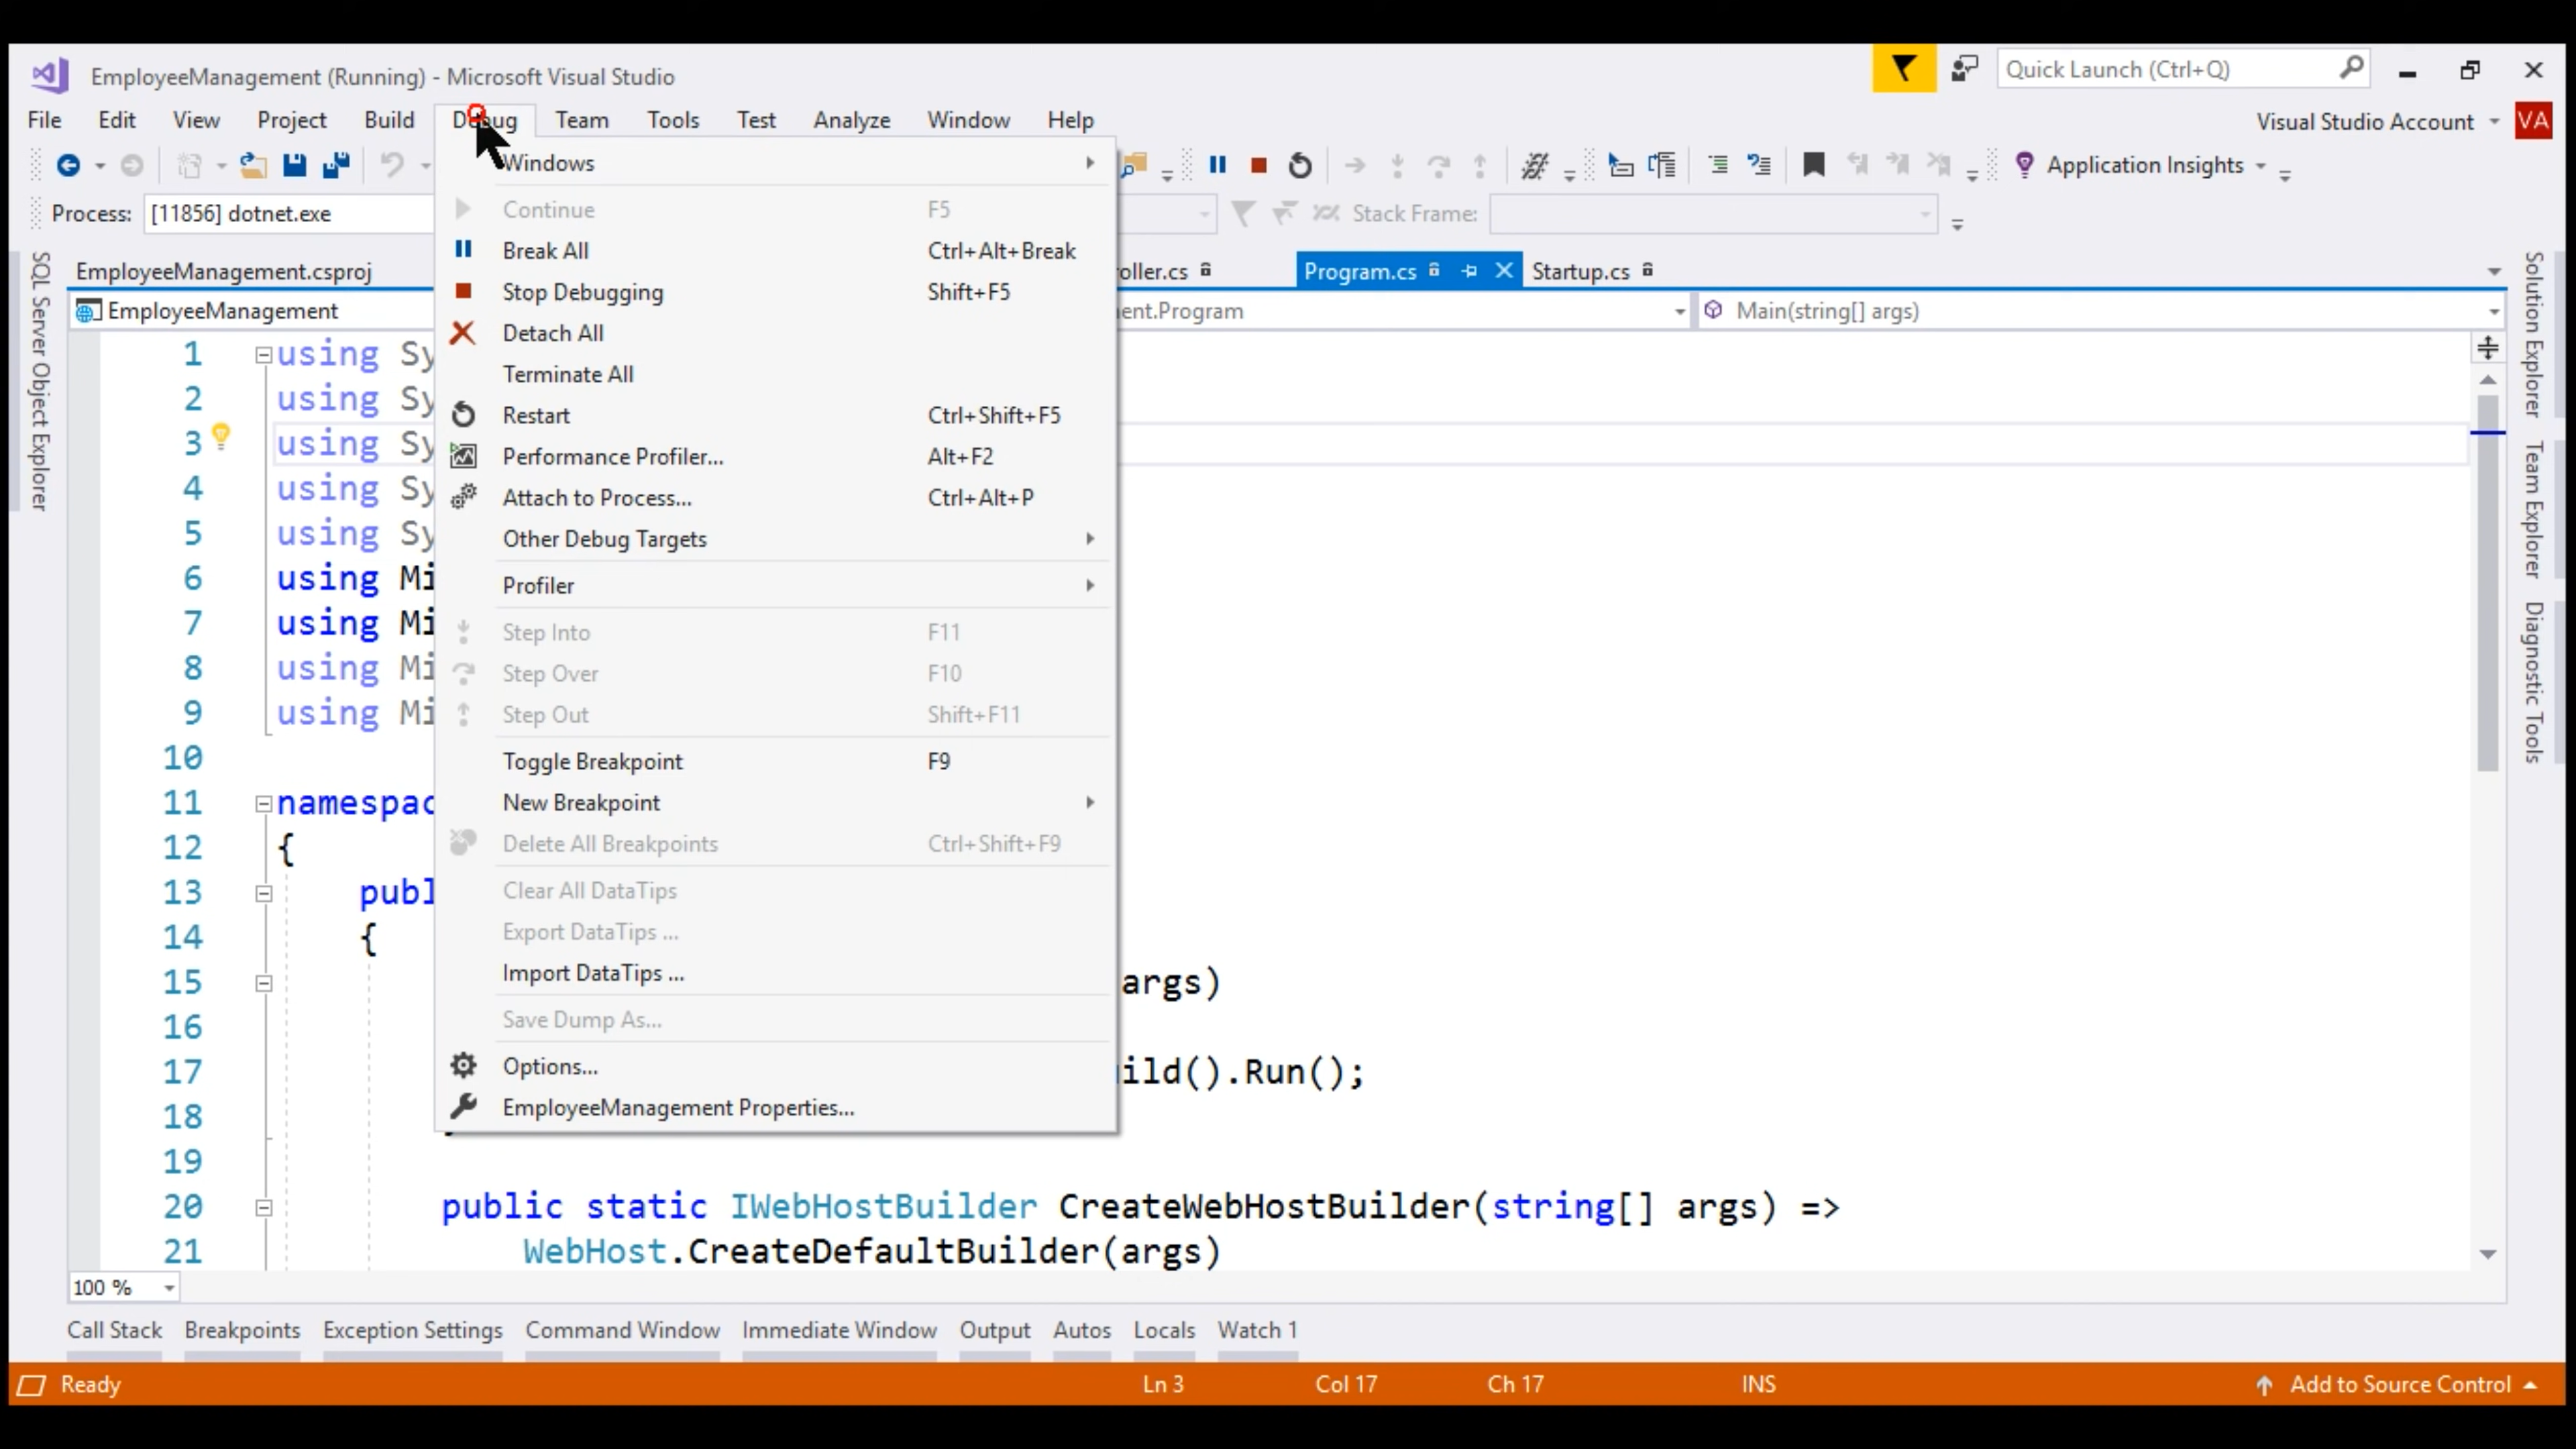 EmployeeManagement (Running) - Microsoft Visual Studio
Quick Launch (Ctrl+Q)
File Edit View Project Build Debug Team Tools Test Analyze Window Help
Visual Studio Account VA
Application Insights
Process: [11856] dotnet.exe
Stack Frame:
EmployeeManagement.csproj
oller.cs Program.cs Startup.cs
EmployeeManagement
ent.Program
Main(string[] args)
SQL Server Object Explorer
Solution Explorer
Team Explorer
Diagnostic Tools
Windows
Continue F5
Break All Ctrl+Alt+Break
Stop Debugging Shift+F5
Detach All
Terminate All
Restart Ctrl+Shift+F5
Performance Profiler... Alt+F2
Attach to Process... Ctrl+Alt+P
Other Debug Targets
Profiler
Step Into F11
Step Over F10
Step Out Shift+F11
Toggle Breakpoint F9
New Breakpoint
Delete All Breakpoints Ctrl+Shift+F9
Clear All DataTips
Export DataTips ...
Import DataTips ...
Save Dump As...
Options...
EmployeeManagement Properties...
1 using Sy
2 using Sy
3 using Sy
4 using Sy
5 using Sy
6 using Mi
7 using Mi
8 using Mi
9 using Mi
10
11 namespac
12 {
13 publ
14 {
15 args)
16
17 ild().Run();
18
19
20 public static IWebHostBuilder CreateWebHostBuilder(string[] args) =>
21 WebHost.CreateDefaultBuilder(args)
100 %
Call Stack Breakpoints Exception Settings Command Window Immediate Window Output Autos Locals Watch 1
Ready Ln 3 Col 17 Ch 17 INS Add to Source Control